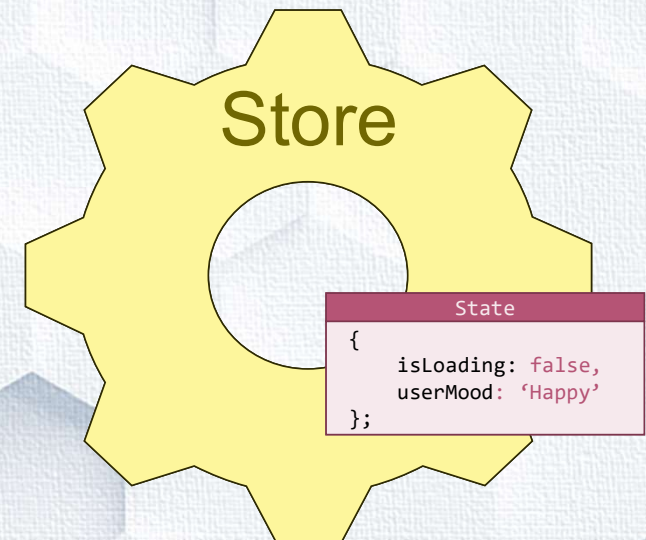 Store
State
{
    isLoading: false,
    userMood: ‘Happy’
};